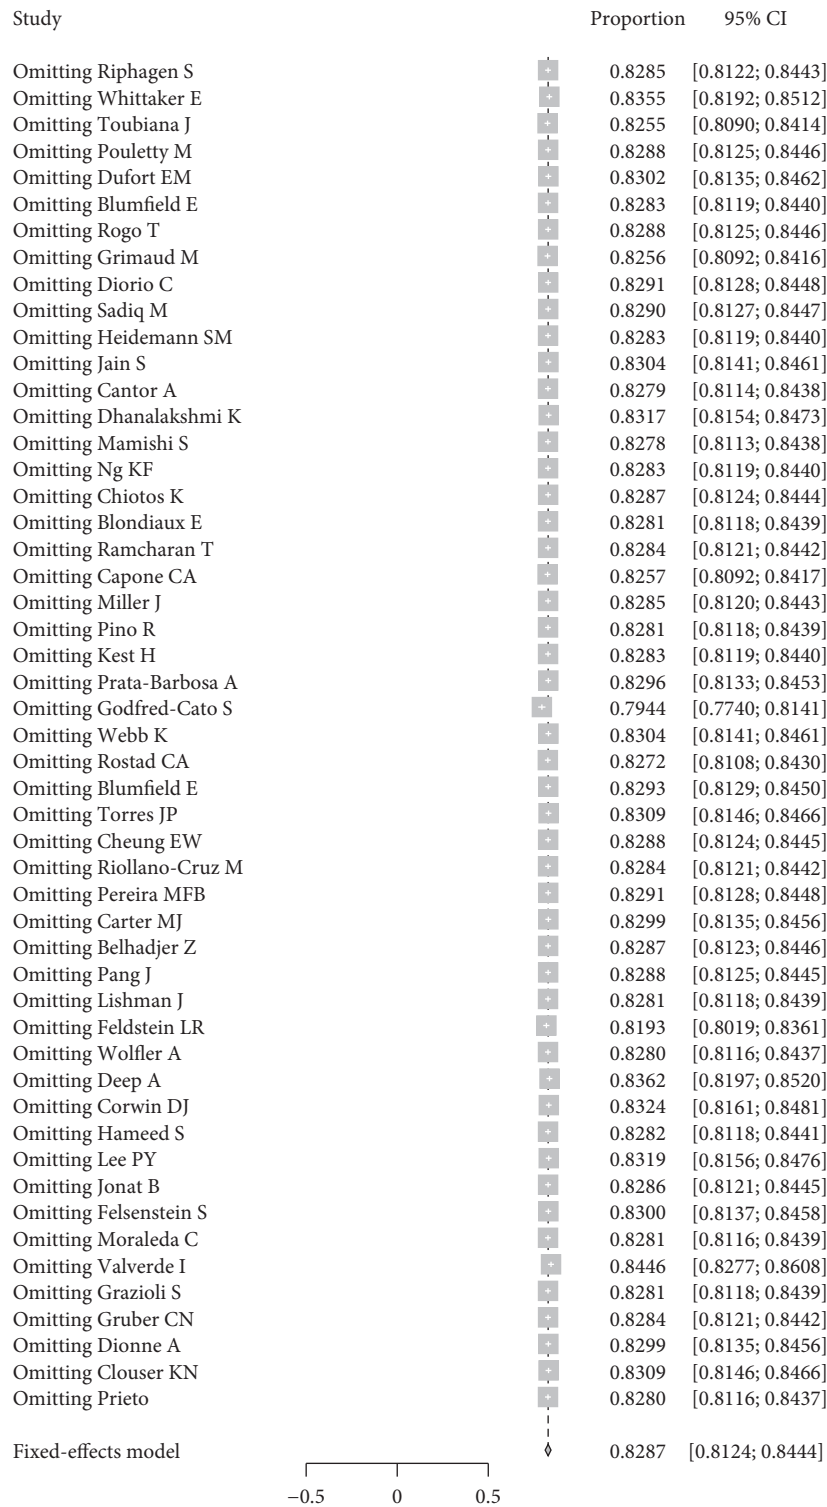 Study Proportion 95% CI
Omitting Riphagen S 0.8285 [0.8122; 0.8443]
Omitting Whittaker E 0.8355 [0.8192; 0.8512]
Omitting Toubiana J 0.8255 [0.8090; 0.8414]
Omitting Pouletty M 0.8288 [0.8125; 0.8446]
Omitting Dufort EM 0.8302 [0.8135; 0.8462]
Omitting Blumfield E 0.8283 [0.8119; 0.8440]
Omitting Rogo T 0.8288 [0.8125; 0.8446]
Omitting Grimaud M 0.8256 [0.8092; 0.8416]
Omitting Diorio C 0.8291 [0.8128; 0.8448]
Omitting Sadiq M 0.8290 [0.8127; 0.8447]
Omitting Heidemann SM 0.8283 [0.8119; 0.8440]
Omitting Jain S 0.8304 [0.8141; 0.8461]
Omitting Cantor A 0.8279 [0.8114; 0.8438]
Omitting Dhanalakshmi K 0.8317 [0.8154; 0.8473]
Omitting Mamishi S 0.8278 [0.8113; 0.8438]
Omitting Ng KF 0.8283 [0.8119; 0.8440]
Omitting Chiotos K 0.8287 [0.8124; 0.8444]
Omitting Blondiaux E 0.8281 [0.8118; 0.8439]
Omitting Ramcharan T 0.8284 [0.8121; 0.8442]
Omitting Capone CA 0.8257 [0.8092; 0.8417]
Omitting Miller J 0.8285 [0.8120; 0.8443]
Omitting Pino R 0.8281 [0.8118; 0.8439]
Omitting Kest H 0.8283 [0.8119; 0.8440]
Omitting Prata-Barbosa A 0.8296 [0.8133; 0.8453]
Omitting Godfred-Cato S 0.7944 [0.7740; 0.8141]
Omitting Webb K 0.8304 [0.8141; 0.8461]
Omitting Rostad CA 0.8272 [0.8108; 0.8430]
Omitting Blumfield E 0.8293 [0.8129; 0.8450]
Omitting Torres JP 0.8309 [0.8146; 0.8466]
Omitting Cheung EW 0.8288 [0.8124; 0.8445]
Omitting Riollano-Cruz M 0.8284 [0.8121; 0.8442]
Omitting Pereira MFB 0.8291 [0.8128; 0.8448]
Omitting Carter MJ 0.8299 [0.8135; 0.8456]
Omitting Belhadjer Z 0.8287 [0.8123; 0.8446]
Omitting Pang J 0.8288 [0.8125; 0.8445]
Omitting Lishman J 0.8281 [0.8118; 0.8439]
Omitting Feldstein LR 0.8193 [0.8019; 0.8361]
Omitting Wolfler A 0.8280 [0.8116; 0.8437]
Omitting Deep A 0.8362 [0.8197; 0.8520]
Omitting Corwin DJ 0.8324 [0.8161; 0.8481]
Omitting Hameed S 0.8282 [0.8118; 0.8441]
Omitting Lee PY 0.8319 [0.8156; 0.8476]
Omitting Jonat B 0.8286 [0.8121; 0.8445]
Omitting Felsenstein S 0.8300 [0.8137; 0.8458]
Omitting Moraleda C 0.8281 [0.8116; 0.8439]
Omitting Valverde I 0.8446 [0.8277; 0.8608]
Omitting Grazioli S 0.8281 [0.8118; 0.8439]
Omitting Gruber CN 0.8284 [0.8121; 0.8442]
Omitting Dionne A 0.8299 [0.8135; 0.8456]
Omitting Clouser KN 0.8309 [0.8146; 0.8466]
Omitting Prieto 0.8280 [0.8116; 0.8437]
Fixed-effects model 0.8287 [0.8124; 0.8444]
−0.5 0 0.5